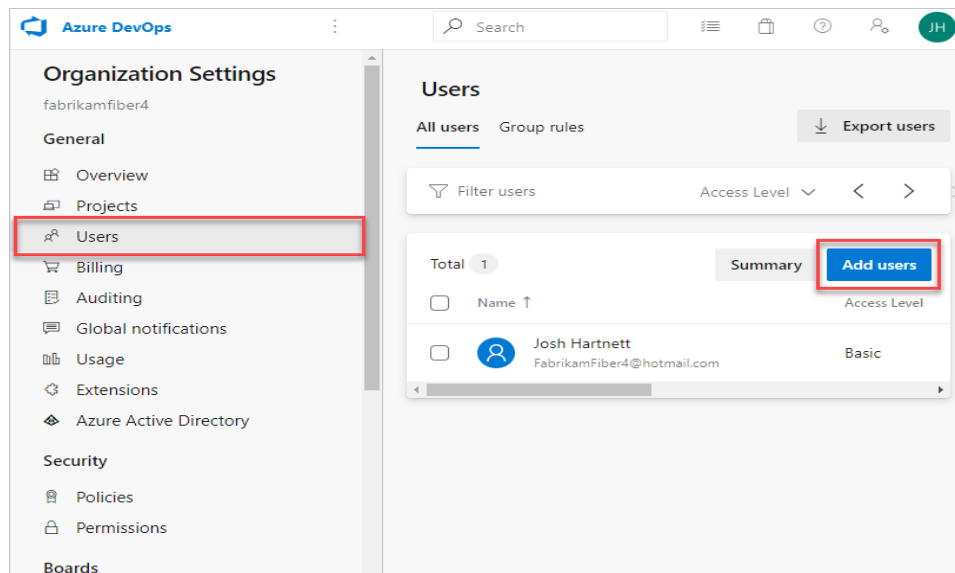 Azure DevOps
Search
JH
Organization Settings
fabrikamfiber4
General
Overview
Projects
Users
Billing
Auditing
Global notifications
Usage
Extensions
Azure Active Directory
Security
Policies
Permissions
Boards
Users
All users Group rules
Export users
Filter users
Access Level
Total 1
Summary
Add users
Name ↑
Access Level
Josh Hartnett
FabrikamFiber4@hotmail.com
Basic